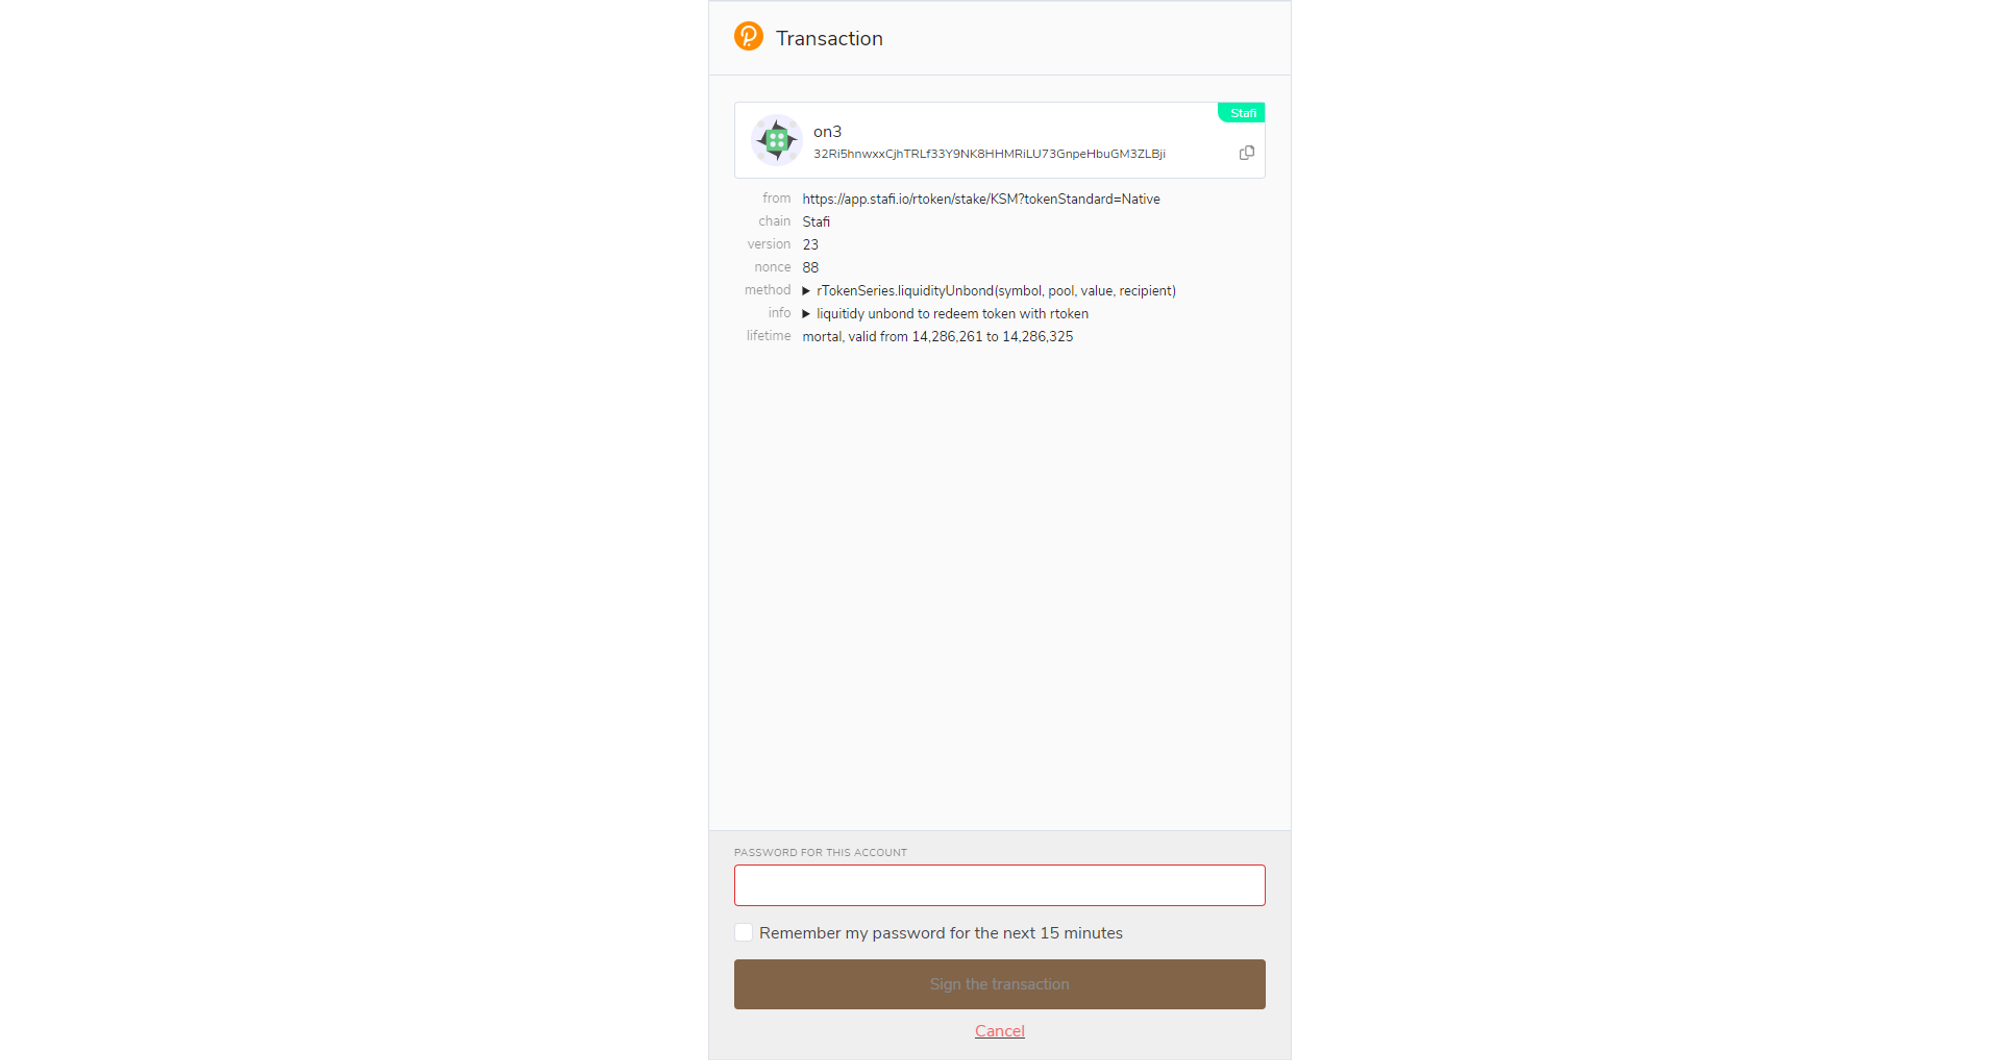 Transaction
Stafi
on3
32Ri5hnwxxCjhTRLf33Y9NK8HHMRiLU73GnpeHbuGM3ZLBji
from https://app.stafi.io/rtoken/stake/KSM?tokenStandard=Native
chain Stafi
version 23
nonce 88
method ▶ rTokenSeries.liquidityUnbond(symbol, pool, value, recipient)
info ▶ liquitidy unbond to redeem token with rtoken
lifetime mortal, valid from 14,286,261 to 14,286,325
PASSWORD FOR THIS ACCOUNT
Remember my password for the next 15 minutes
Sign the transaction
Cancel